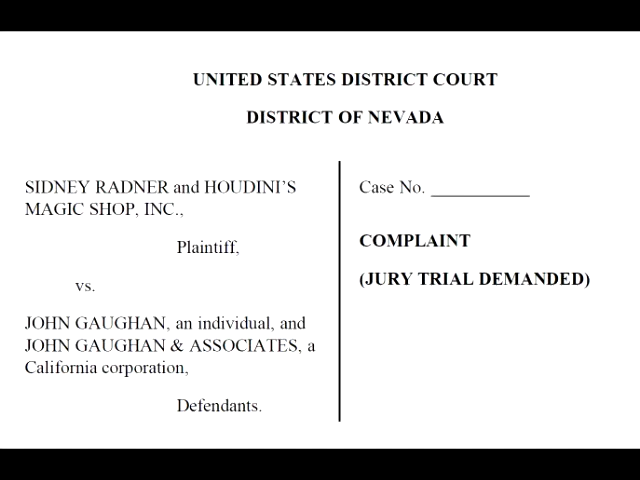 UNITED STATES DISTRICT COURT
DISTRICT OF NEVADA
SIDNEY RADNER and HOUDINI'S
MAGIC SHOP, INC.,
Plaintiff,
vs.
JOHN GAUGHAN, an individual, and
JOHN GAUGHAN & ASSOCIATES, a
California corporation,
Defendants.
Case No. ___________
COMPLAINT
(JURY TRIAL DEMANDED)